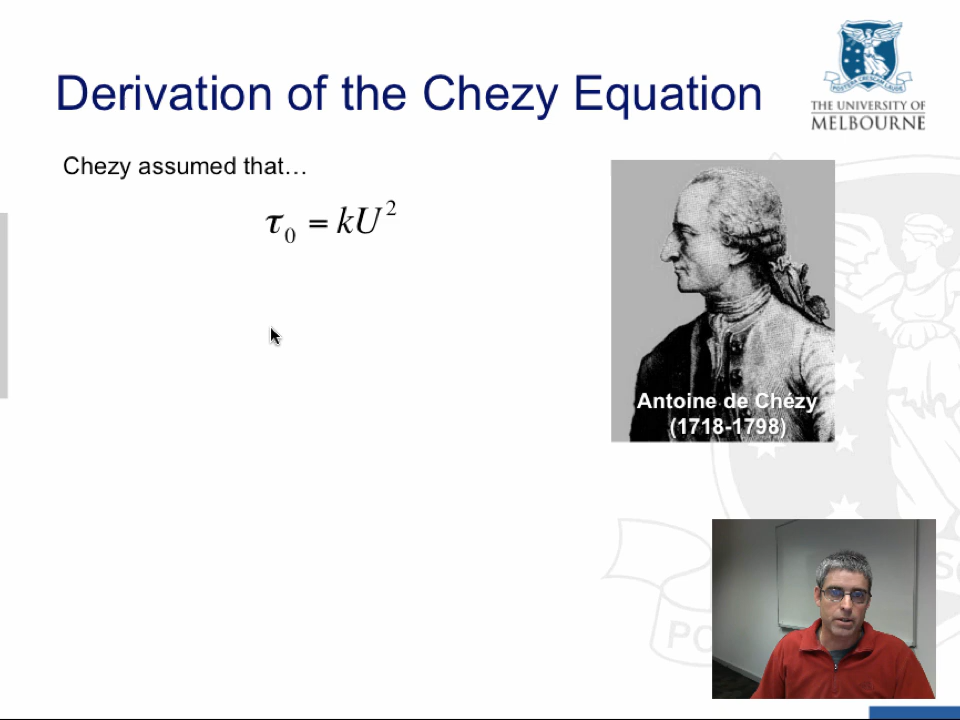 Derivation of the Chezy Equation
THE UNIVERSITY OF
MELBOURNE
Chezy assumed that…
τ₀ = kU²
Antoine de Chézy
(1718-1798)